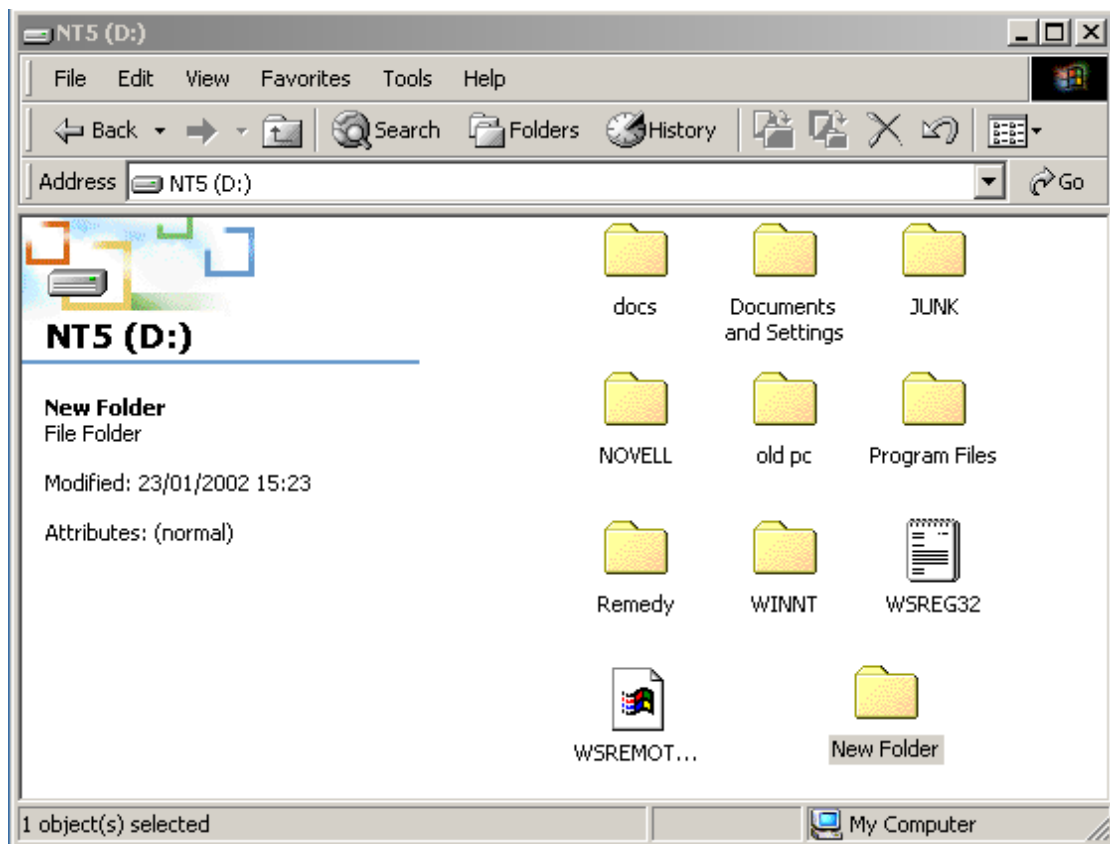 NT5 (D:)
File Edit View Favorites Tools Help
Back Search Folders History
Address NT5 (D:) Go
NT5 (D:)
New Folder
File Folder
Modified: 23/01/2002 15:23
Attributes: (normal)
docs
Documents
and Settings
JUNK
NOVELL
old pc
Program Files
Remedy
WINNT
WSREG32
WSREMOT...
New Folder
1 object(s) selected
My Computer